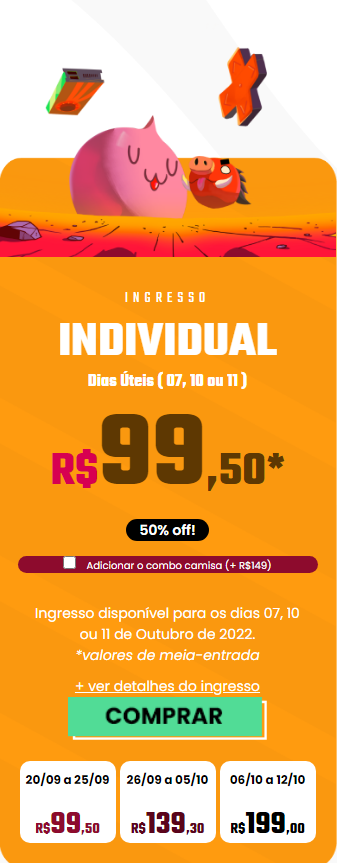 INGRESSO
INDIVIDUAL
Dias Úteis ( 07, 10 ou 11 )
R$99,50*
50% off!
Adicionar o combo camisa (+ R$149)
Ingresso disponível para os dias 07, 10
ou 11 de Outubro de 2022.
*valores de meia-entrada
+ ver detalhes do ingresso
COMPRAR
20/09 a 25/09 26/09 a 05/10 06/10 a 12/10
R$99,50 R$139,30 R$199,00